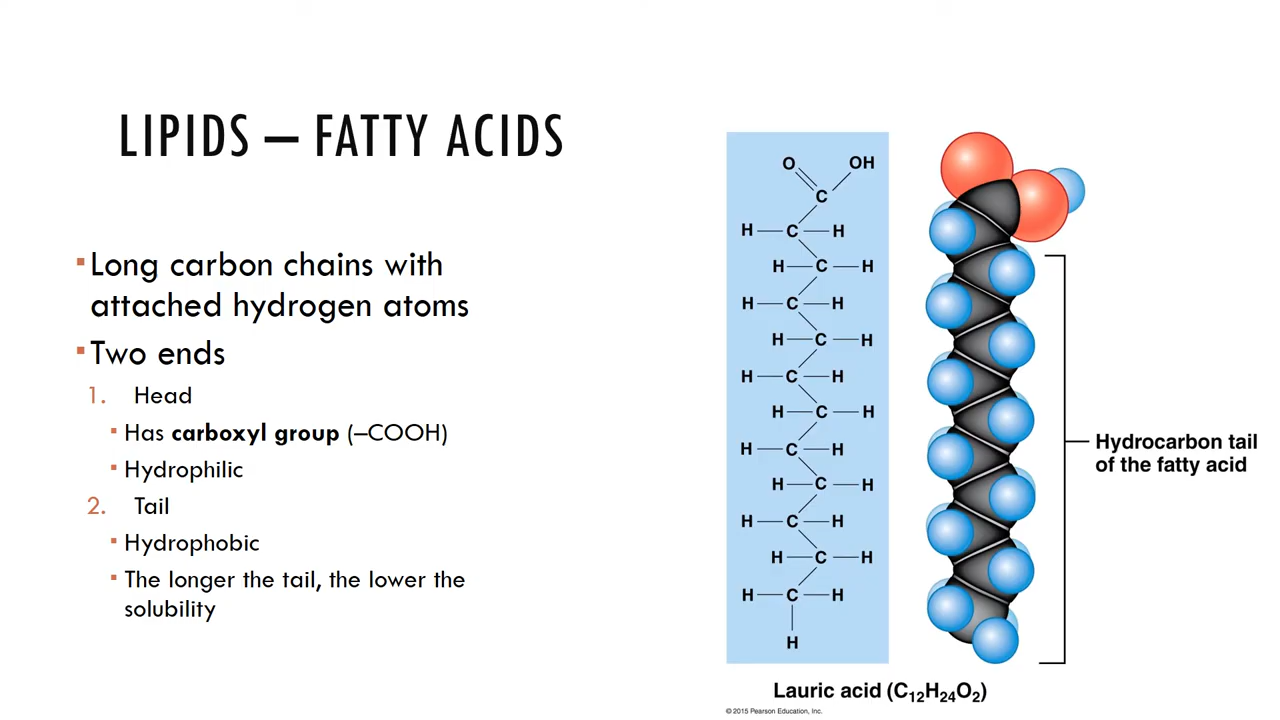 LIPIDS – FATTY ACIDS
▪Long carbon chains with
attached hydrogen atoms
▪Two ends
1. Head
▪ Has carboxyl group (–COOH)
▪ Hydrophilic
2. Tail
▪ Hydrophobic
▪ The longer the tail, the lower the
solubility
O OH
C
H C H
H C H
H C H
H C H
H C H
H C H
H C H
H C H
H C H
H C H
H C H
H
Hydrocarbon tail
of the fatty acid
Lauric acid (C₁₂H₂₄O₂)
© 2015 Pearson Education, Inc.